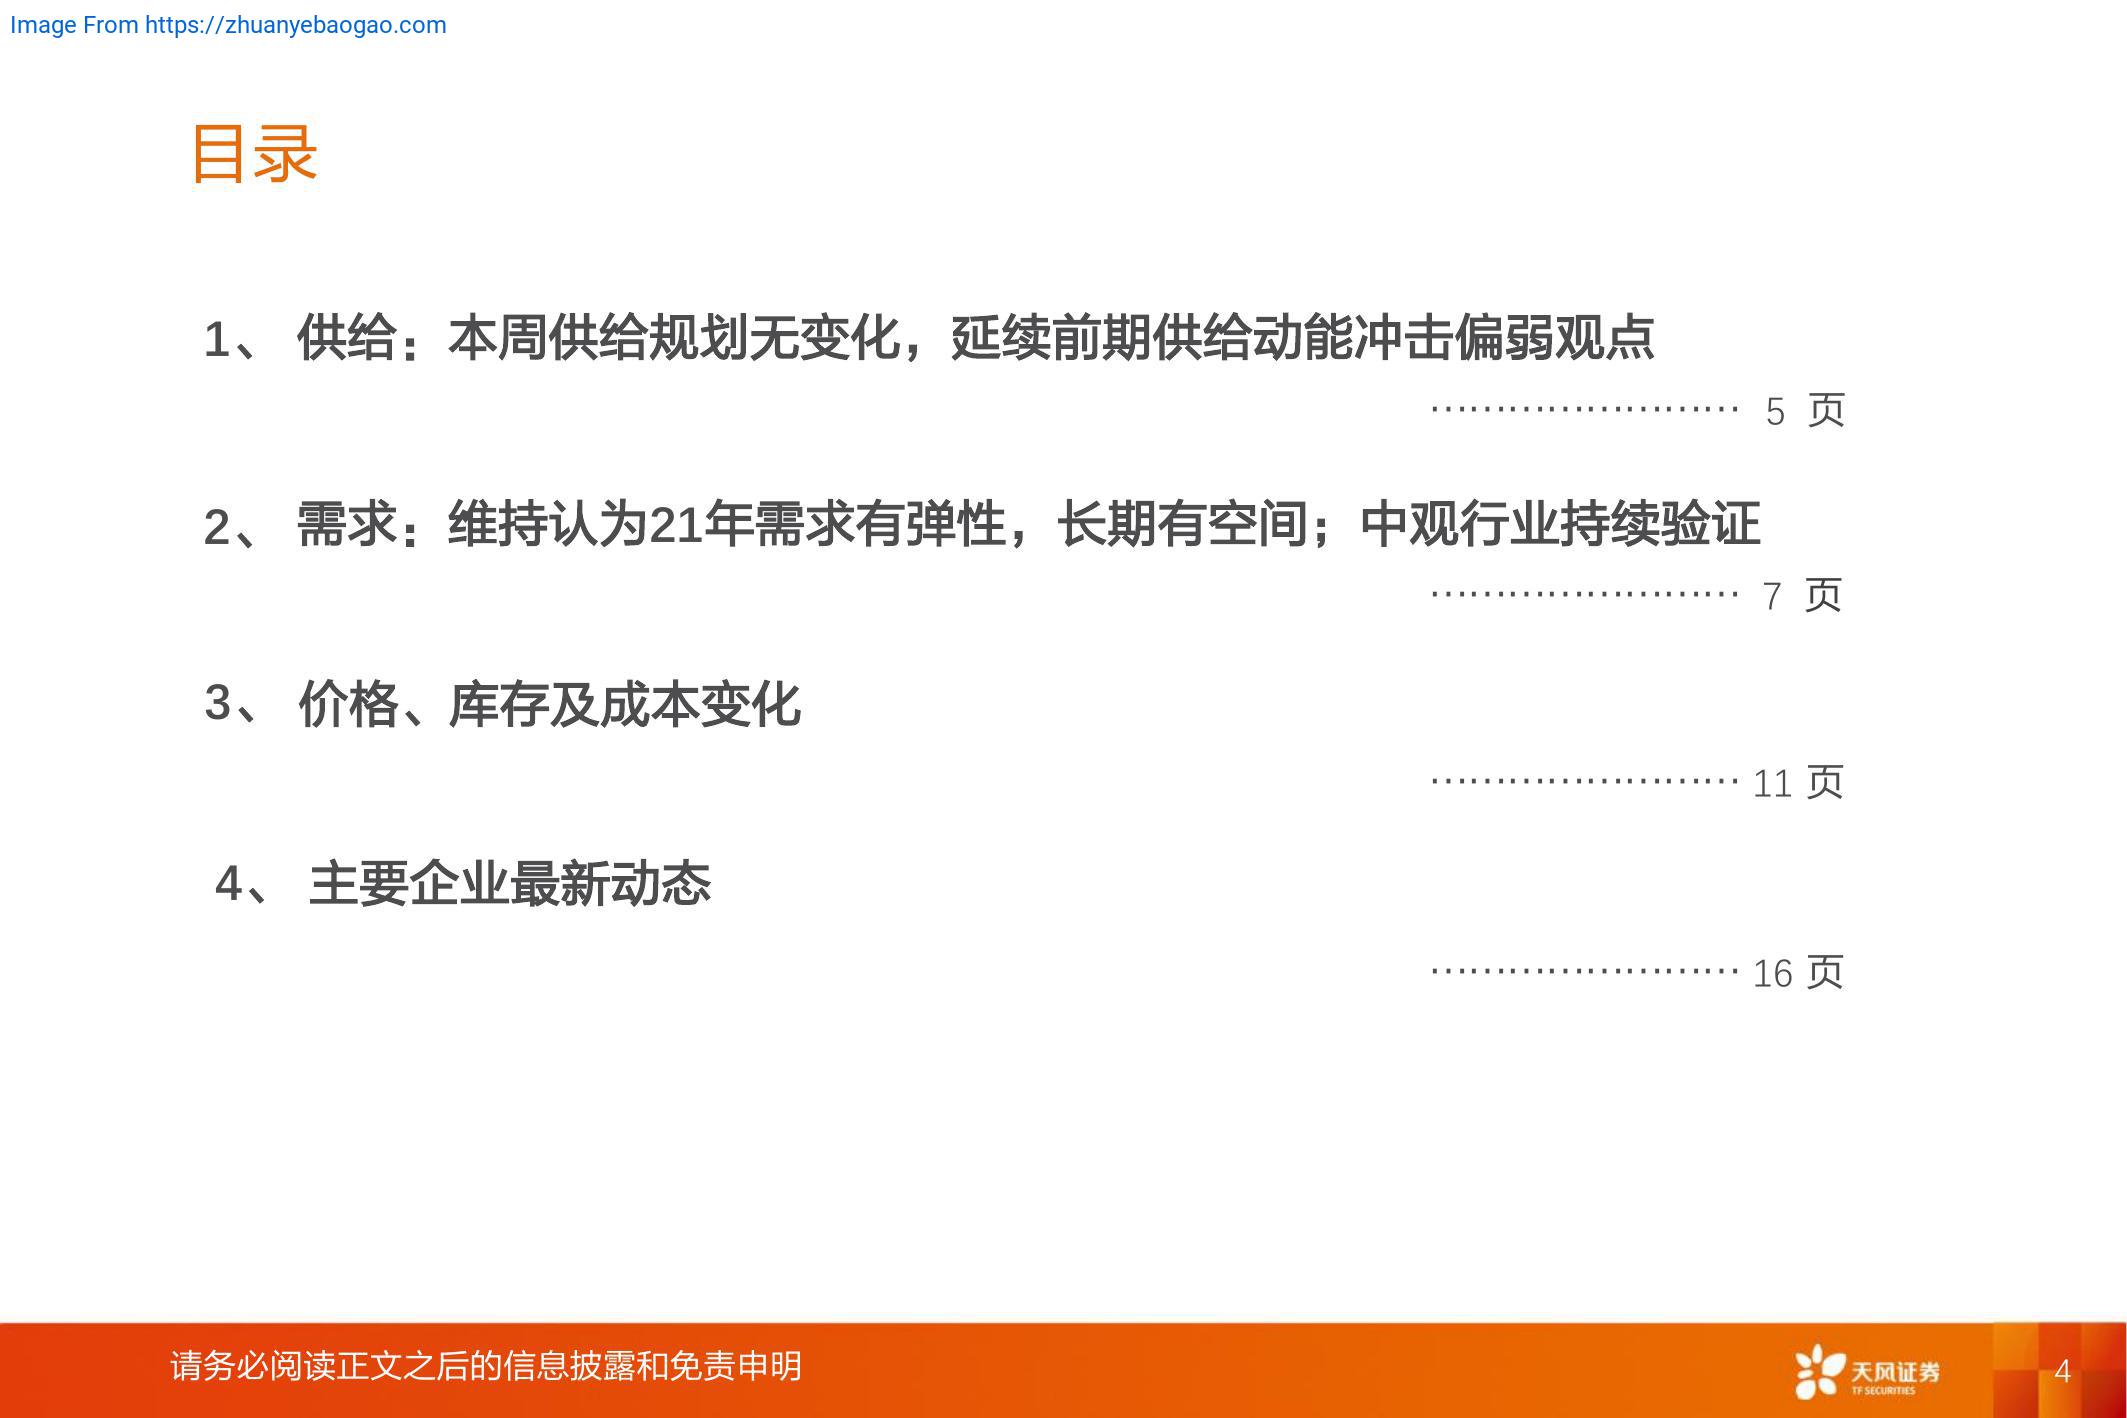 Image From https://zhuanyebaogao.com
目录
1、 供给：本周供给规划无变化，延续前期供给动能冲击偏弱观点
…………………… 5 页
2、 需求：维持认为21年需求有弹性，长期有空间；中观行业持续验证
…………………… 7 页
3、 价格、库存及成本变化
…………………… 11 页
4、 主要企业最新动态
…………………… 16 页
请务必阅读正文之后的信息披露和免责申明
天风证券
TF SECURITIES
4